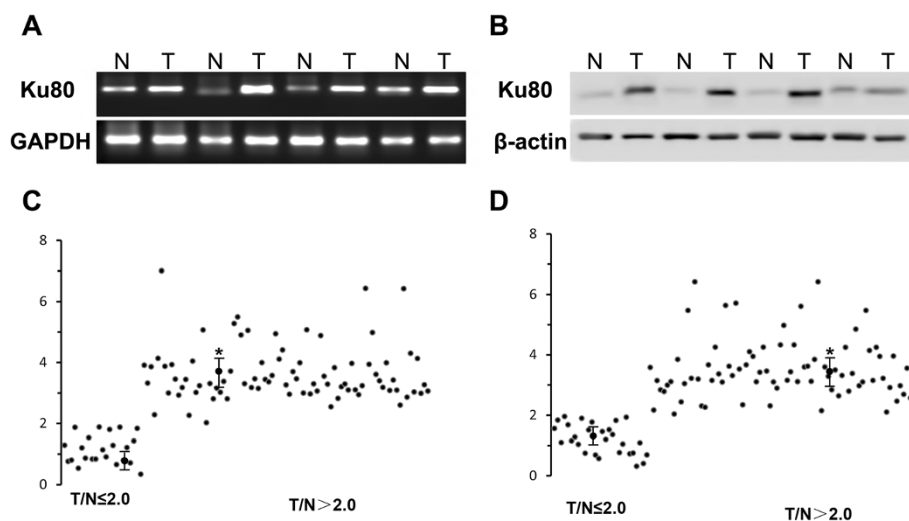 A
N T N T N T N T
Ku80
GAPDH
B
N T N T N T N T
Ku80
β-actin
C
8
6
4
*
2
0
T/N≤2.0 T/N>2.0
D
8
6
4
*
2
0
T/N≤2.0 T/N>2.0